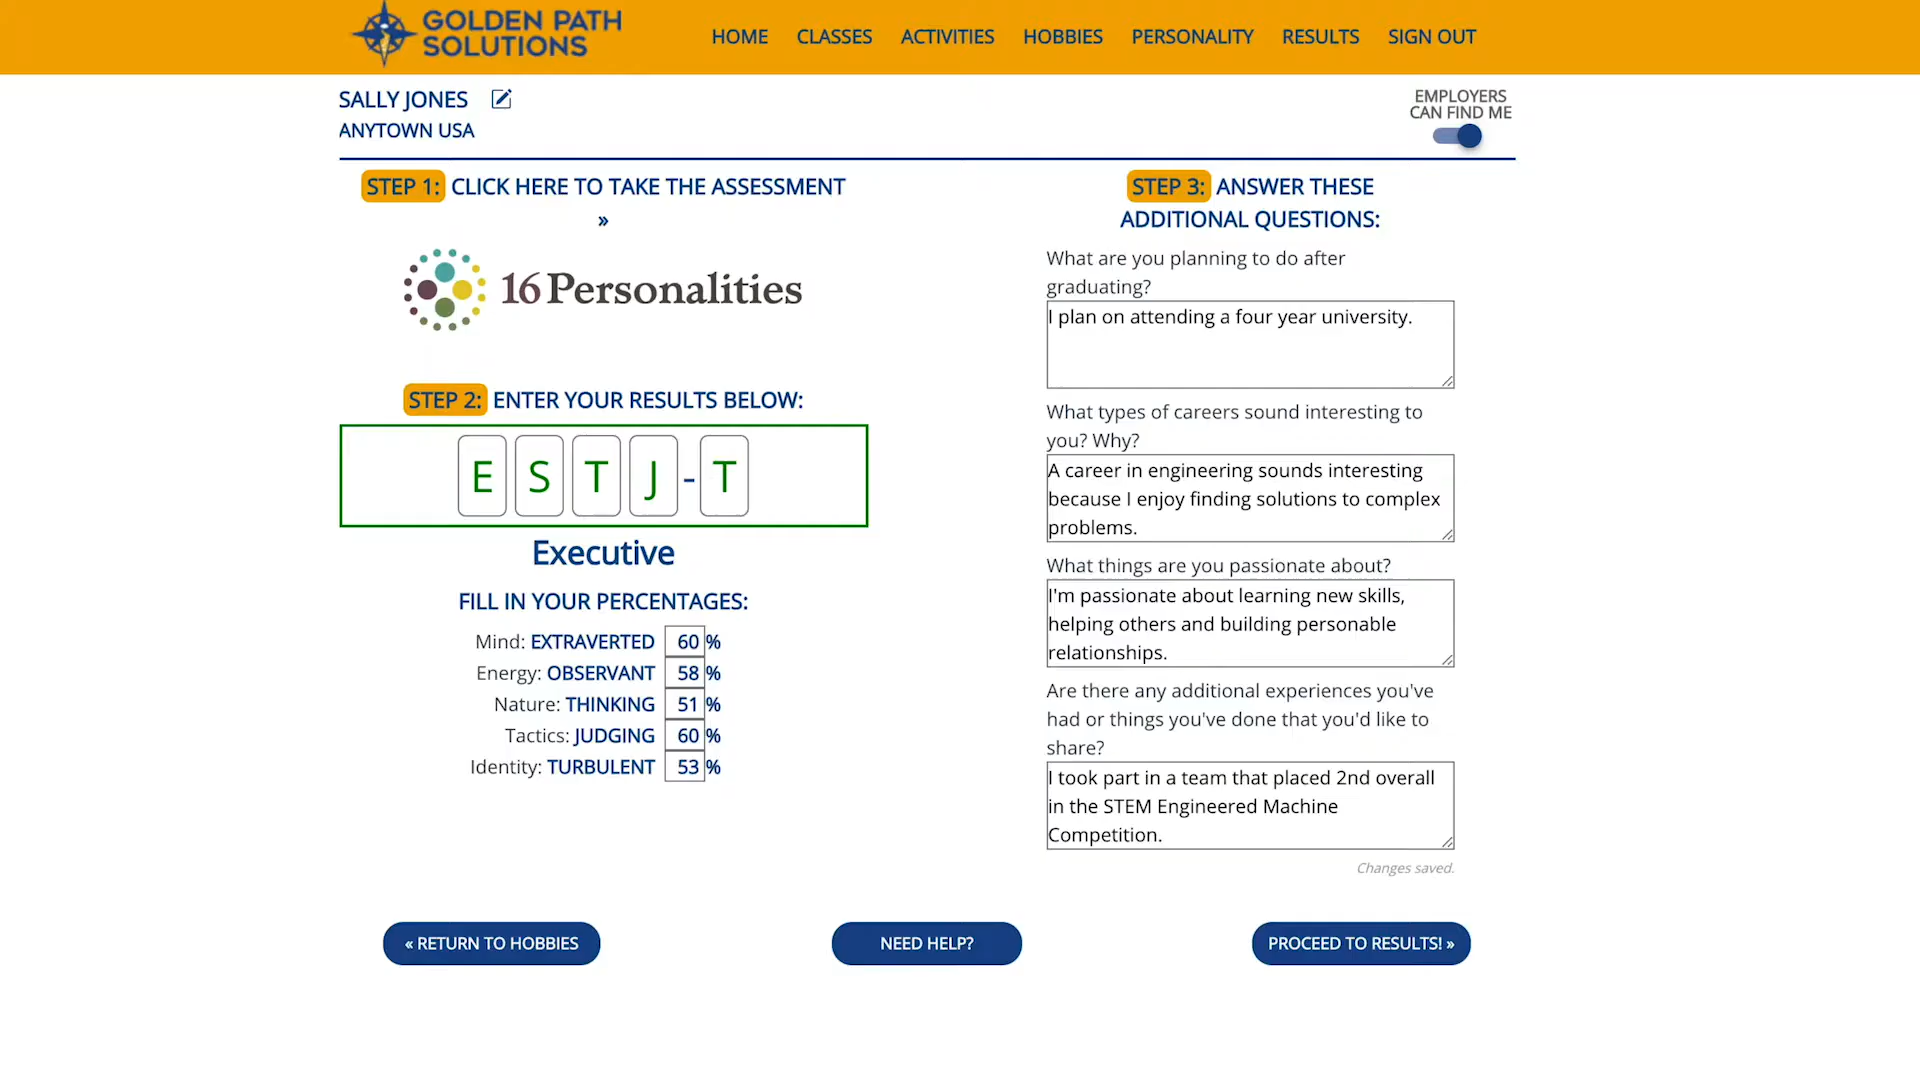 GOLDEN PATH
SOLUTIONS
HOME CLASSES ACTIVITIES HOBBIES PERSONALITY RESULTS SIGN OUT
SALLY JONES
ANYTOWN USA
EMPLOYERS
CAN FIND ME
STEP 1: CLICK HERE TO TAKE THE ASSESSMENT
»
16 Personalities
STEP 2: ENTER YOUR RESULTS BELOW:
E S T J - T
Executive
FILL IN YOUR PERCENTAGES:
Mind: EXTRAVERTED 60 %
Energy: OBSERVANT 58 %
Nature: THINKING 51 %
Tactics: JUDGING 60 %
Identity: TURBULENT 53 %
STEP 3: ANSWER THESE
ADDITIONAL QUESTIONS:
What are you planning to do after
graduating?
I plan on attending a four year university.
What types of careers sound interesting to
you? Why?
A career in engineering sounds interesting
because I enjoy finding solutions to complex
problems.
What things are you passionate about?
I'm passionate about learning new skills,
helping others and building personable
relationships.
Are there any additional experiences you've
had or things you've done that you'd like to
share?
I took part in a team that placed 2nd overall
in the STEM Engineered Machine
Competition.
Changes saved.
« RETURN TO HOBBIES
NEED HELP?
PROCEED TO RESULTS! »